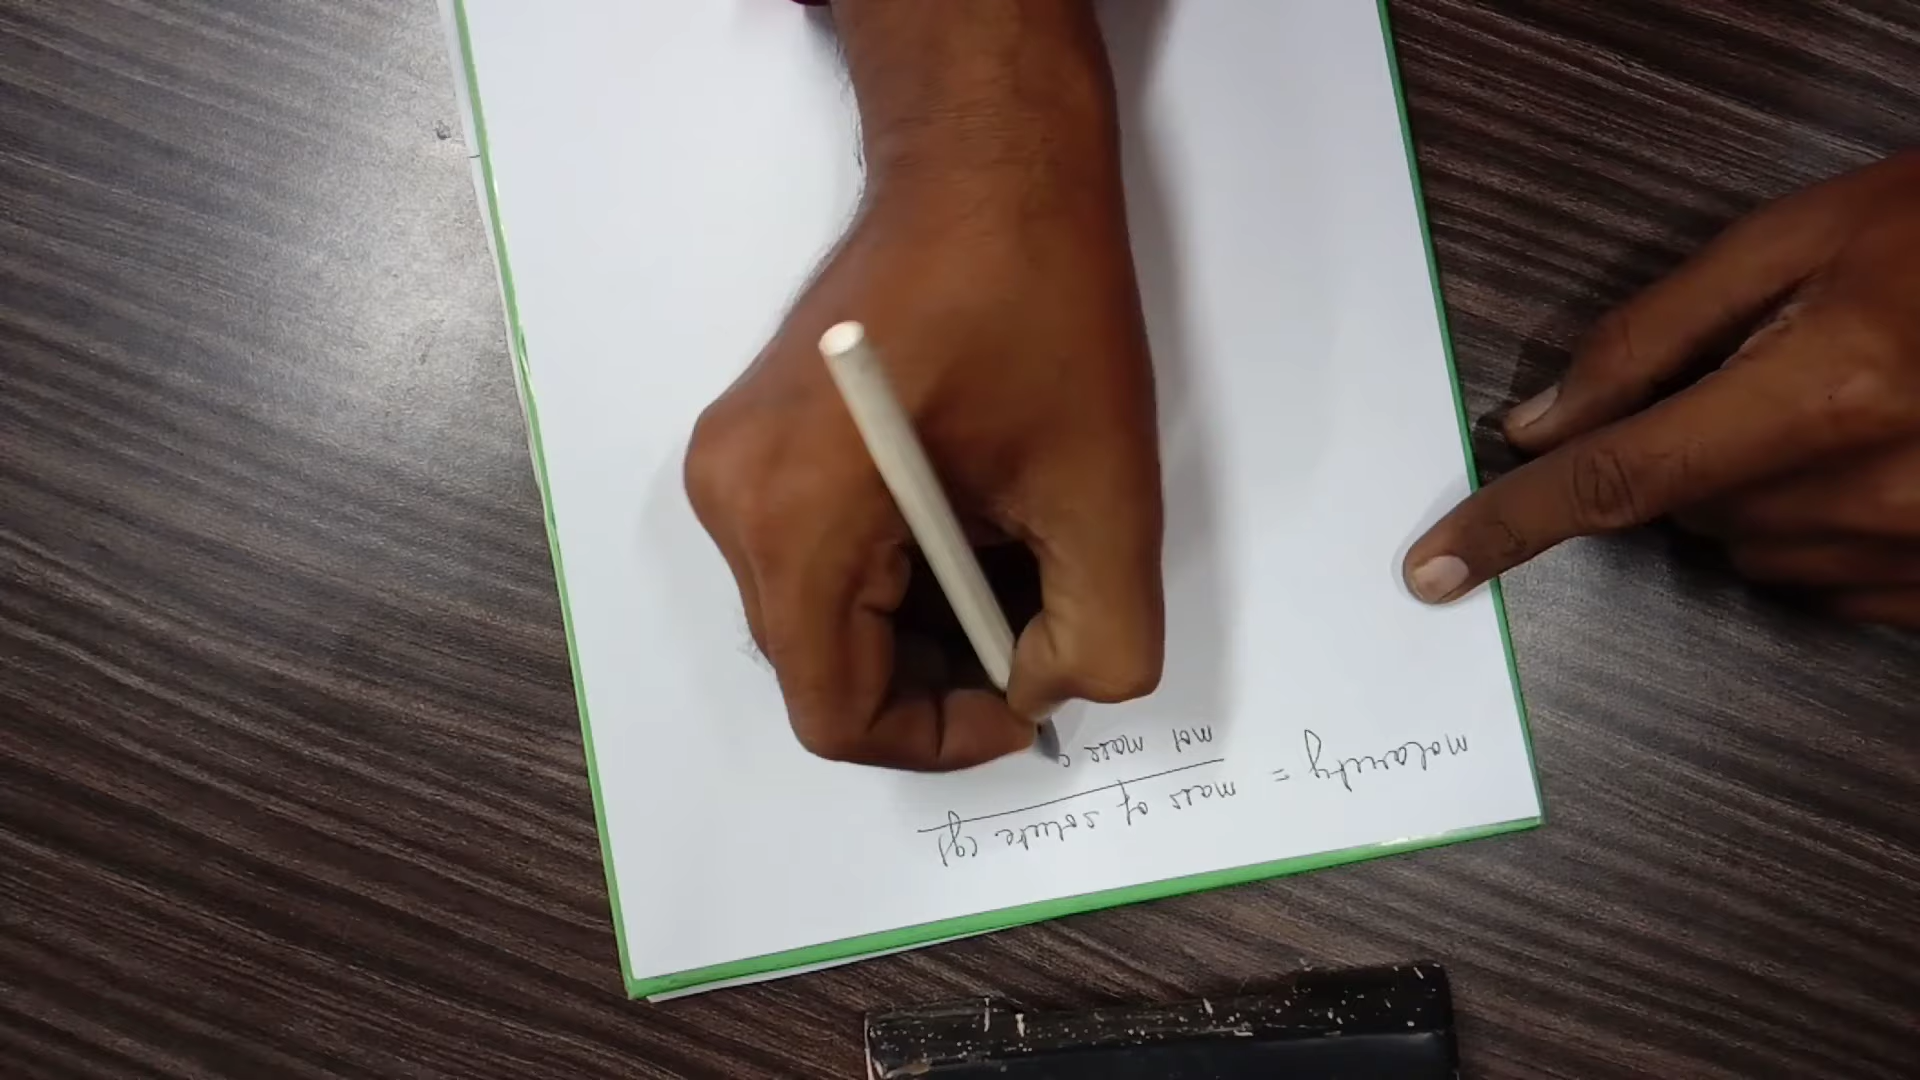 molarity = mass of solute (g)
mol mass (